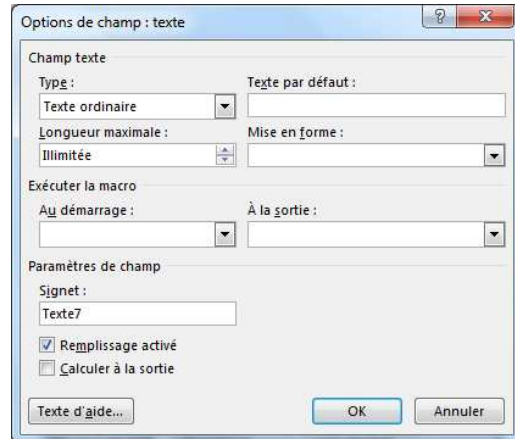 Options de champ : texte
Champ texte
Type :
Texte par défaut :
Texte ordinaire
Longueur maximale :
Mise en forme :
Illimitée
Exécuter la macro
Au démarrage :
À la sortie :
Paramètres de champ
Signet :
Texte7
Remplissage activé
Calculer à la sortie
Texte d'aide...
OK
Annuler